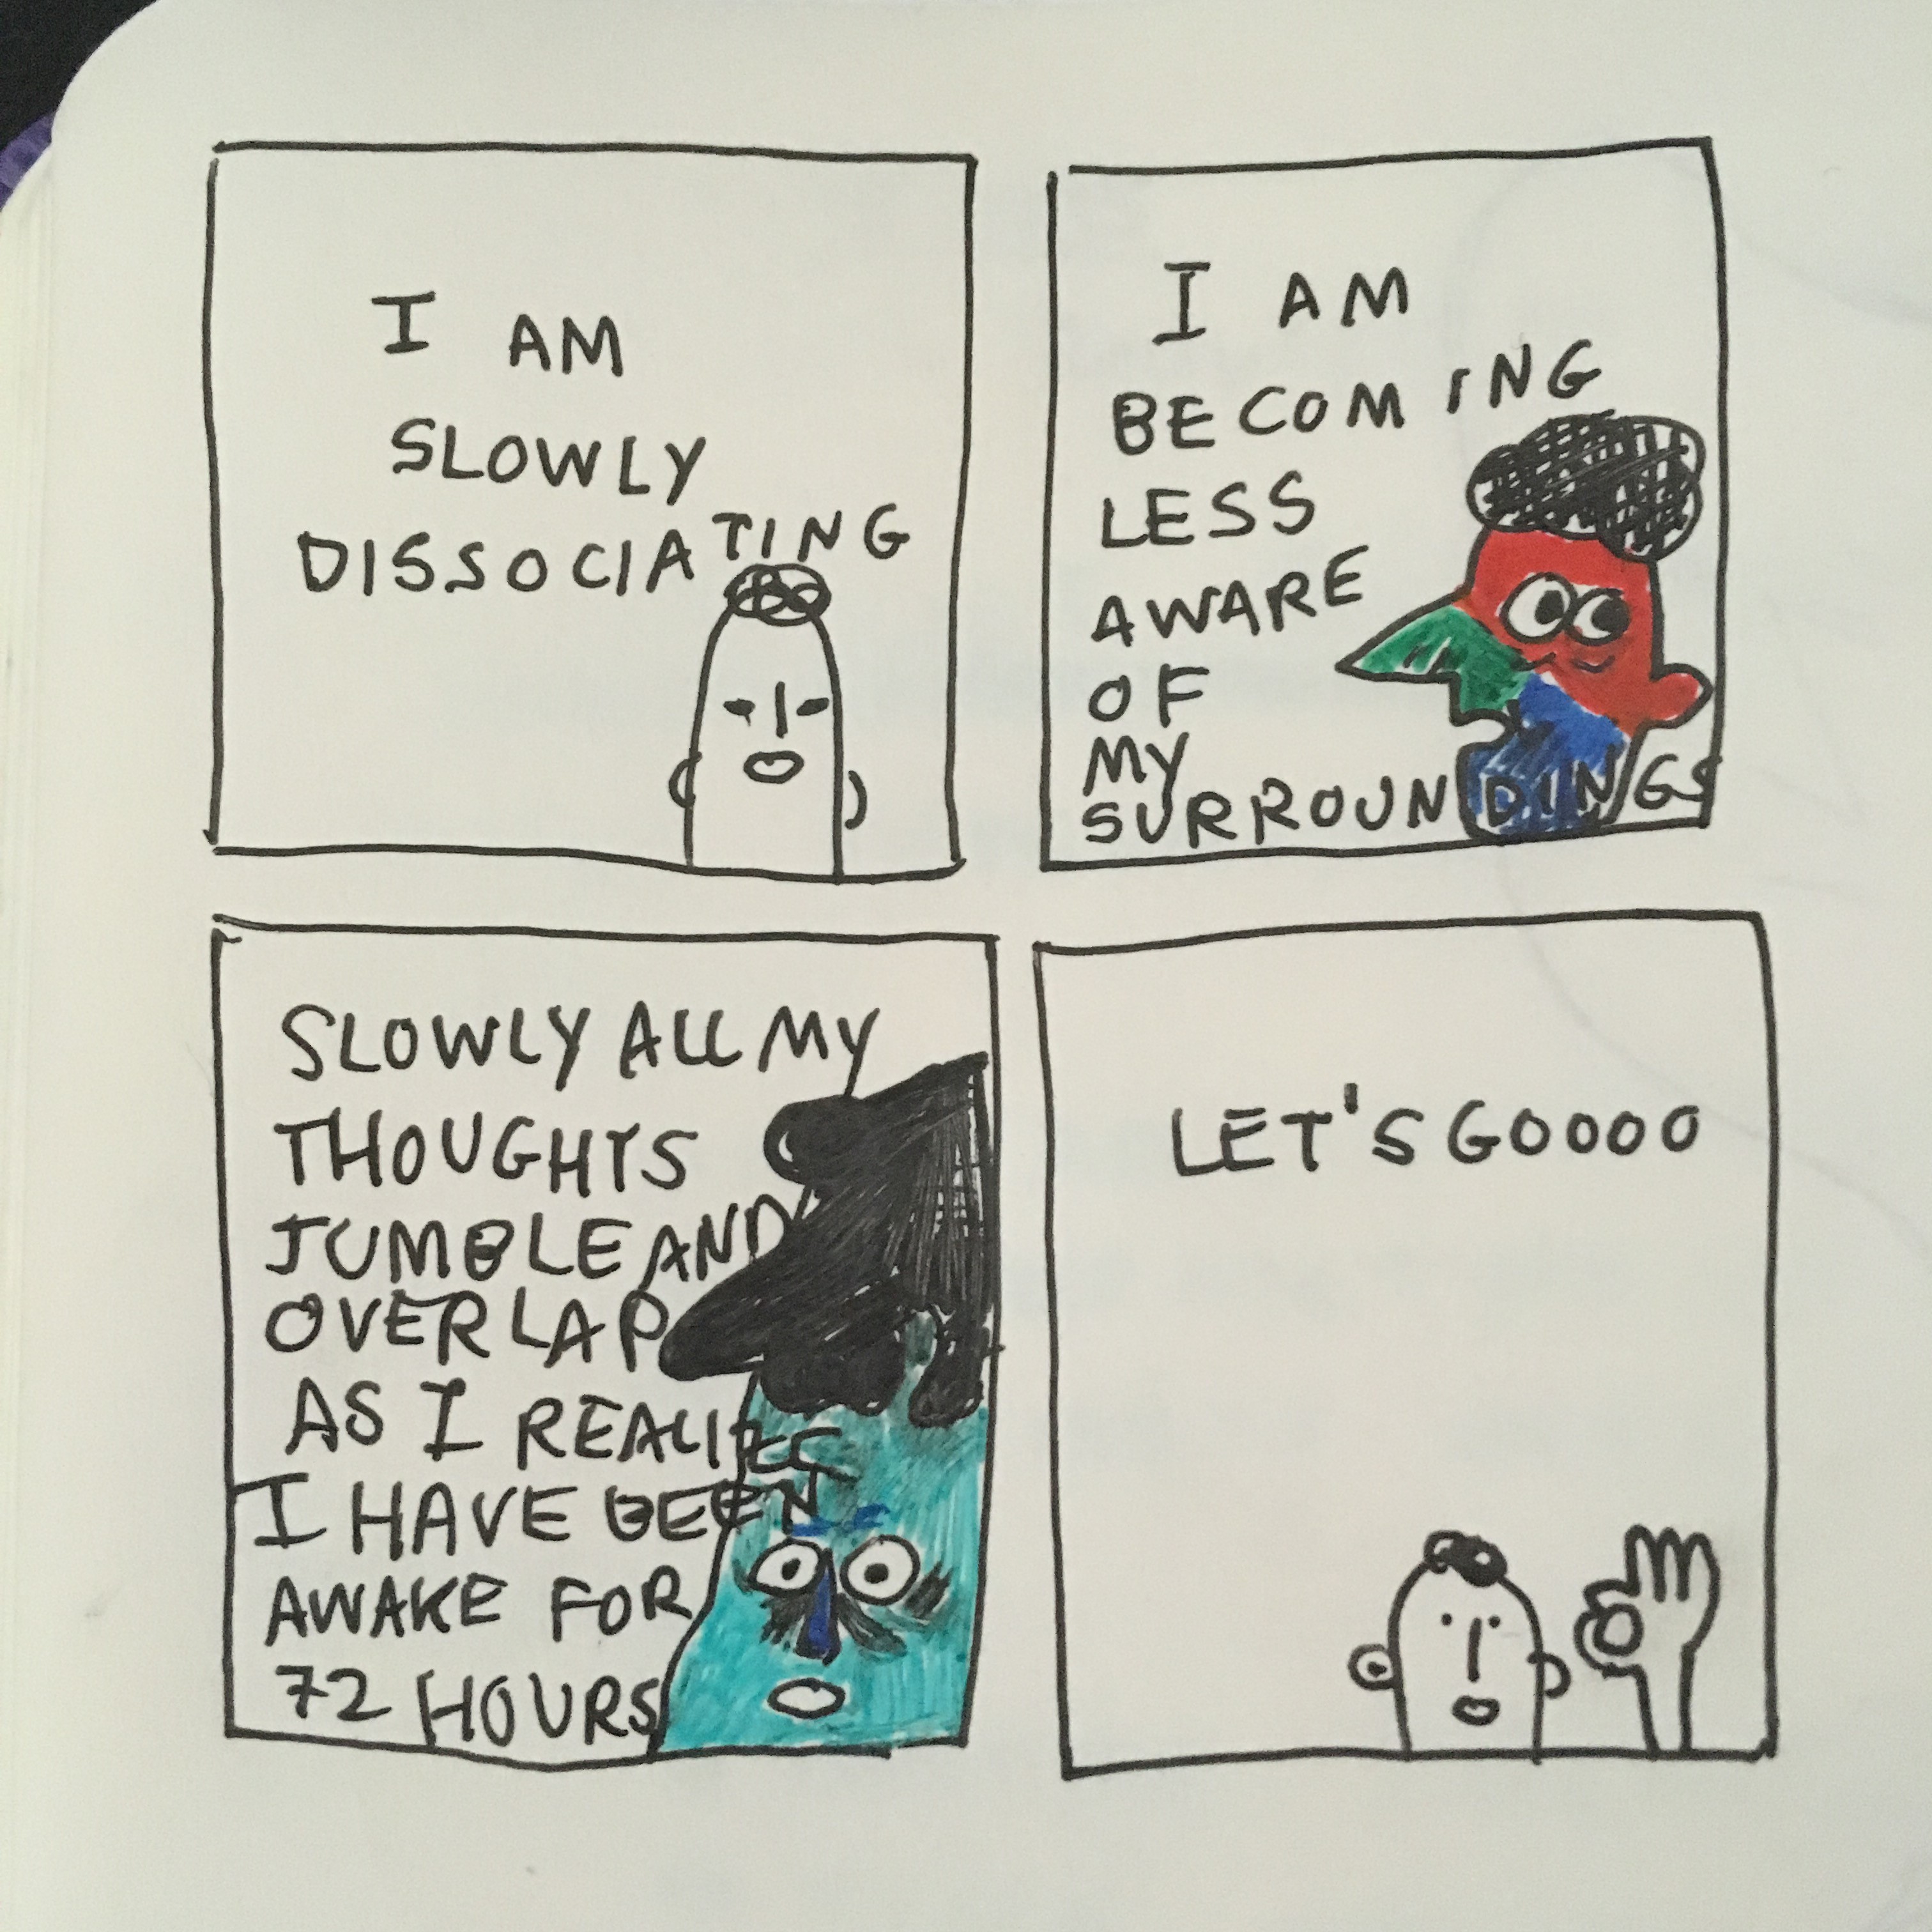 I AM
SLOWLY
DISSOCIATING
I AM
BECOMING
LESS
AWARE
OF
MY
SURROUNDINGS
SLOWLY ALL MY
THOUGHTS
JUMBLE AND
OVERLAP
AS I REALISE
I HAVE BEEN
AWAKE FOR
72 HOURS
LET'S GOOOO